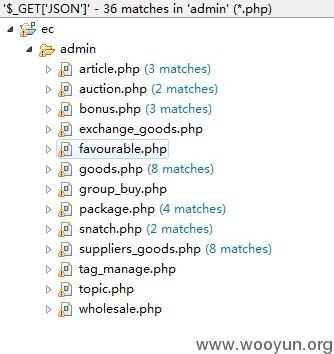 '$_GET['JSON']' - 36 matches in 'admin' (*.php)
ec
admin
article.php (3 matches)
auction.php (2 matches)
bonus.php (3 matches)
exchange_goods.php
favourable.php
goods.php (8 matches)
group_buy.php
package.php (4 matches)
snatch.php (2 matches)
suppliers_goods.php (8 matches)
tag_manage.php
topic.php
wholesale.php
www.wooyun.org